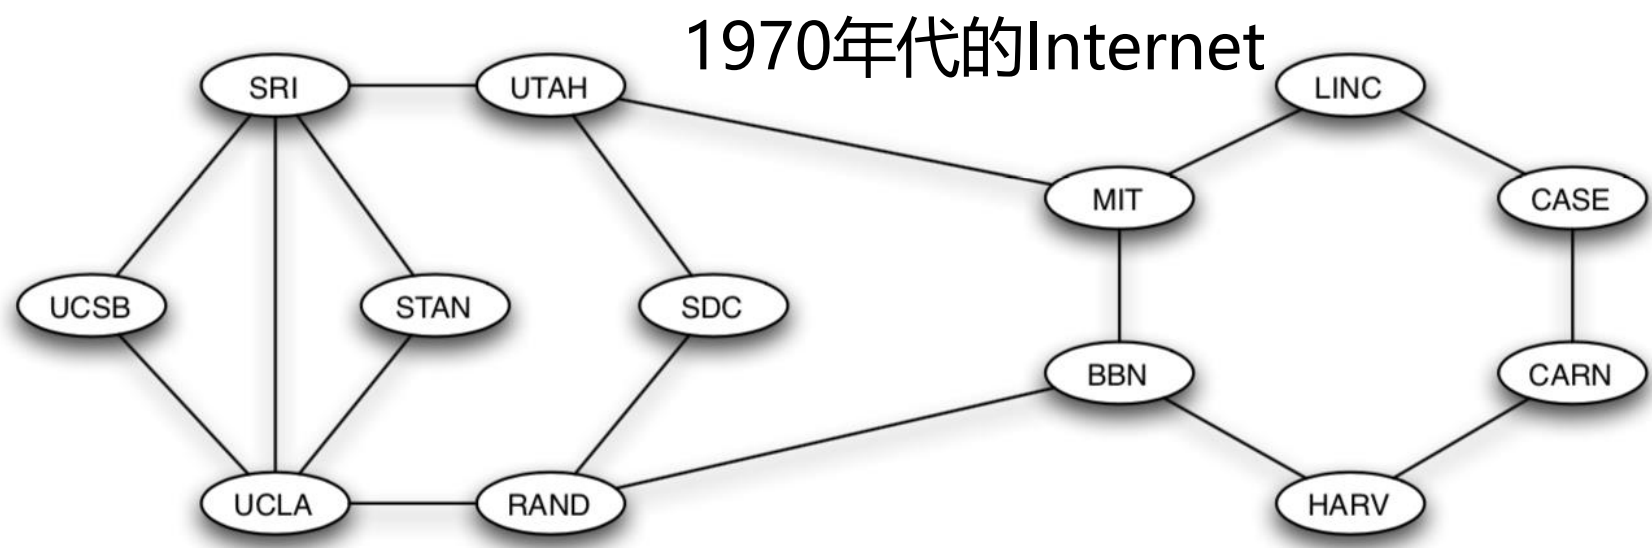 1970年代的Internet
SRI
UTAH
LINC
MIT
CASE
UCSB
STAN
SDC
BBN
CARN
UCLA
RAND
HARV